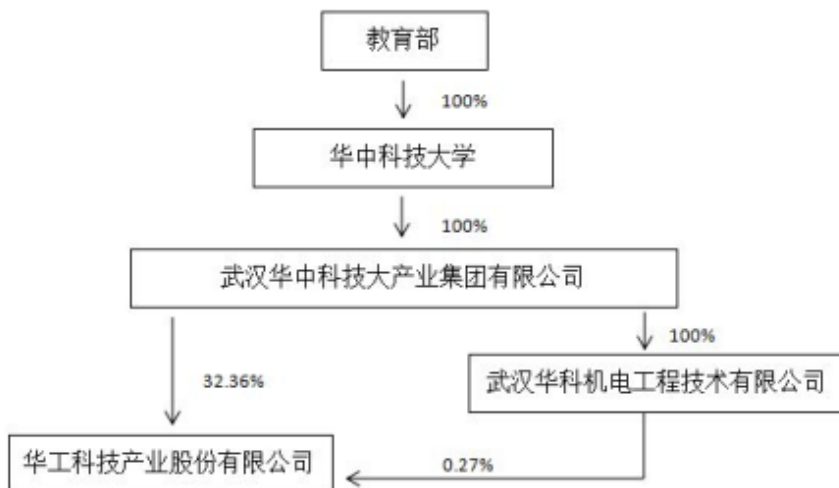 教育部
100%
华中科技大学
100%
武汉华中科技大产业集团有限公司
100%
32.36%
武汉华科机电工程技术有限公司
华工科技产业股份有限公司
0.27%